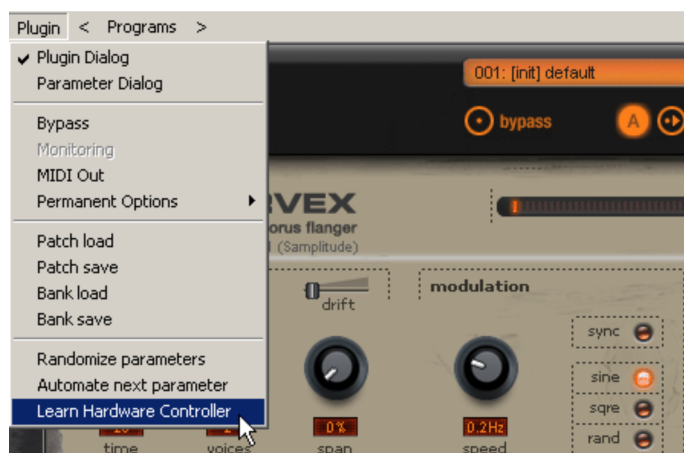 Plugin < Programs >
Plugin Dialog
Parameter Dialog
Bypass
Monitoring
MIDI Out
Permanent Options
Patch load
Patch save
Bank load
Bank save
Randomize parameters
Automate next parameter
Learn Hardware Controller
001: [init] default
bypass
A
VEX
orus flanger
(Samplitude)
drift
modulation
sync
sine
sqre
rand
0%
0.2Hz
time
voices
span
speed